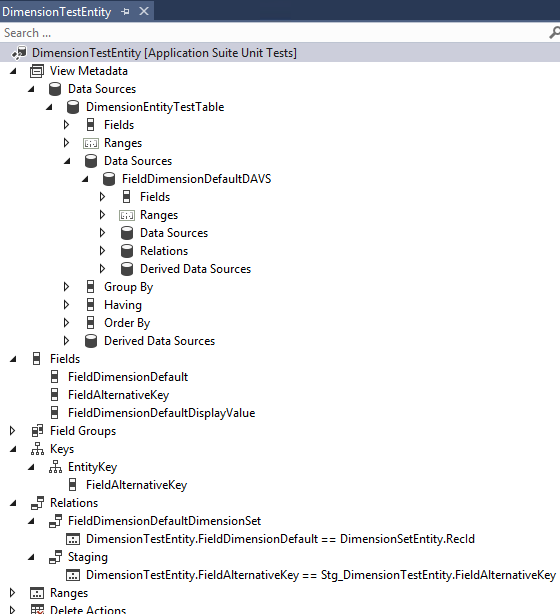 DimensionTestEntity
Search ...
DimensionTestEntity [Application Suite Unit Tests]
View Metadata
Data Sources
DimensionEntityTestTable
Fields
Ranges
Data Sources
FieldDimensionDefaultDAVS
Fields
Ranges
Data Sources
Relations
Derived Data Sources
Group By
Having
Order By
Derived Data Sources
Fields
FieldDimensionDefault
FieldAlternativeKey
FieldDimensionDefaultDisplayValue
Field Groups
Keys
EntityKey
FieldAlternativeKey
Relations
FieldDimensionDefaultDimensionSet
DimensionTestEntity.FieldDimensionDefault == DimensionSetEntity.RecId
Staging
DimensionTestEntity.FieldAlternativeKey == Stg_DimensionTestEntity.FieldAlternativeKey
Ranges
Delete Actions